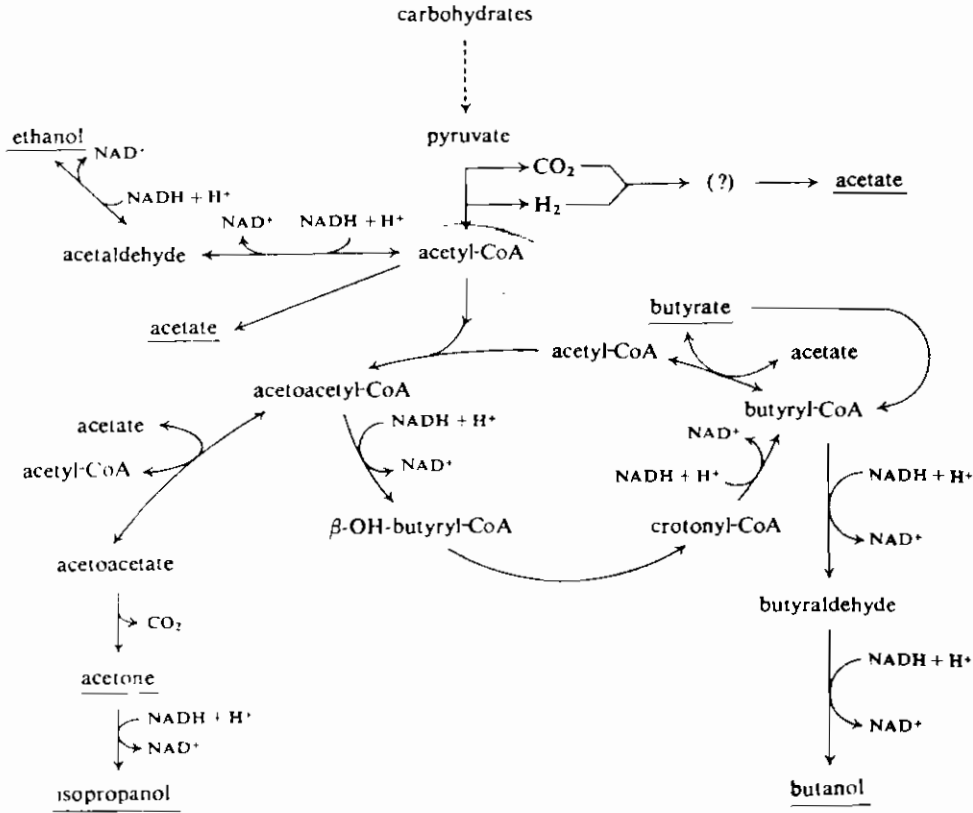 carbohydrates
pyruvate
ethanol
NAD⁺
CO₂
(?)
acetate
NADH + H⁺
H₂
NAD⁺
NADH + H⁺
acetaldehyde
acetyl-CoA
acetate
butyrate
acetyl-CoA
acetate
acetoacetyl-CoA
butyryl-CoA
acetate
NADH + H⁺
NAD⁺
acetyl-CoA
NAD⁺
NADH + H⁺
NADH + H⁺
β-OH-butyryl-CoA
crotonyl-CoA
NAD⁺
acetoacetate
butyraldehyde
CO₂
NADH + H⁺
acetone
NADH + H⁺
NAD⁺
NAD⁺
isopropanol
butanol